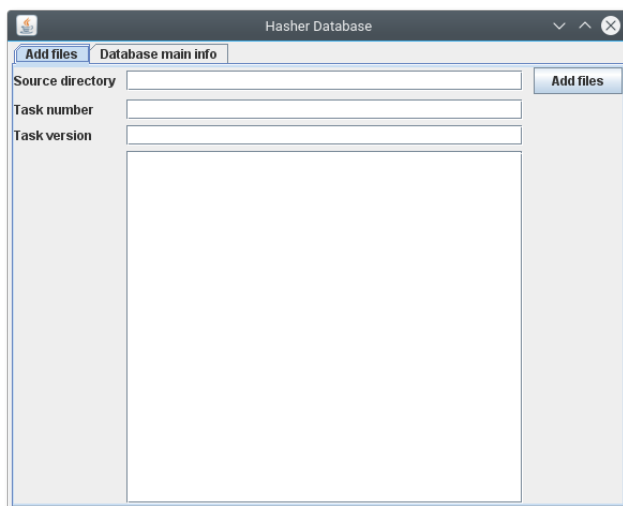 Hasher Database
Add files Database main info
Source directory Add files
Task number
Task version